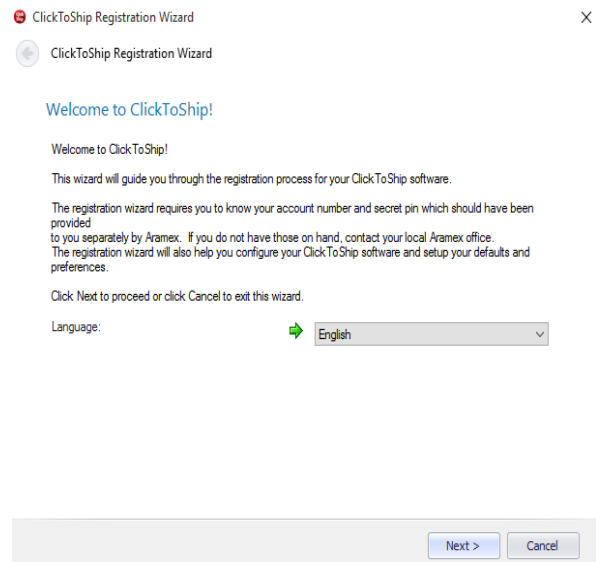 ClickToShip Registration Wizard
ClickToShip Registration Wizard
Welcome to ClickToShip!
Welcome to ClickToShip!
This wizard will guide you through the registration process for your ClickToShip software.
The registration wizard requires you to know your account number and secret pin which should have been
provided
to you separately by Aramex. If you do not have those on hand, contact your local Aramex office.
The registration wizard will also help you configure your ClickToShip software and setup your defaults and
preferences.
Click Next to proceed or click Cancel to exit this wizard.
Language:
English
Next >
Cancel